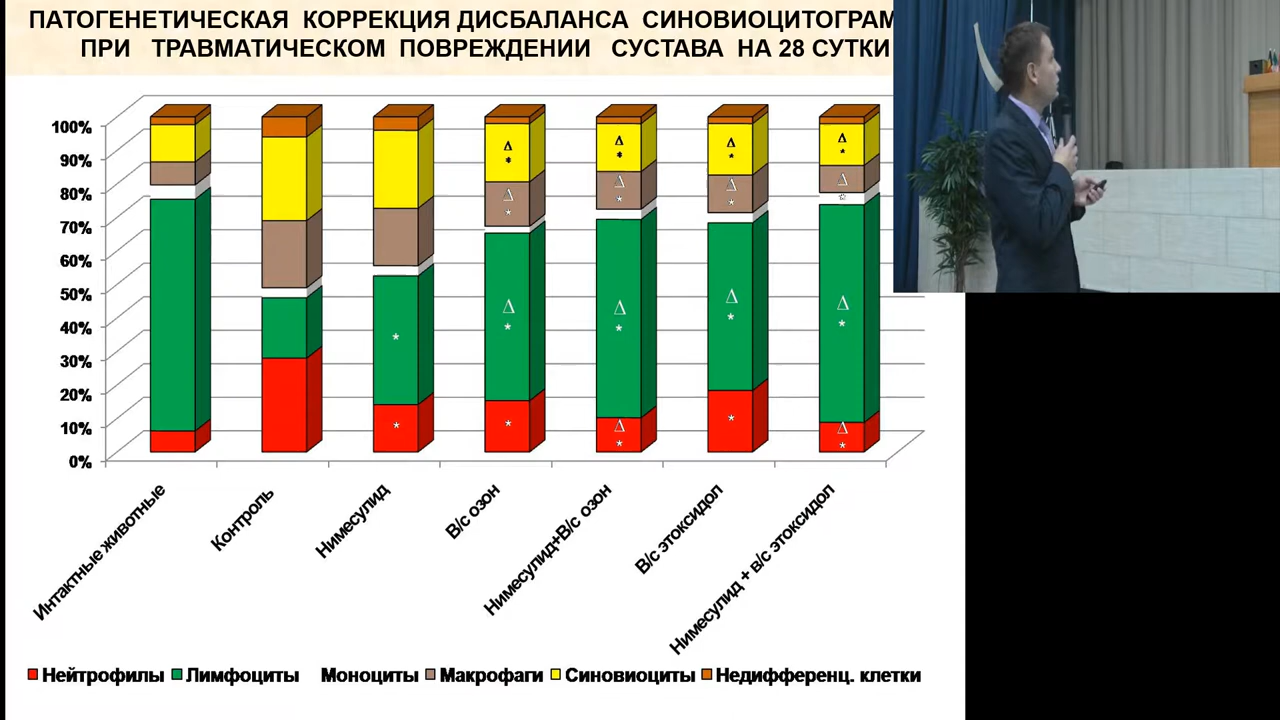 ПАТОГЕНЕТИЧЕСКАЯ КОРРЕКЦИЯ ДИСБАЛАНСА СИНОВИОЦИТОГРАМ
ПРИ ТРАВМАТИЧЕСКОМ ПОВРЕЖДЕНИИ СУСТАВА НА 28 СУТКИ
100%
90%
80%
70%
60%
50%
40%
30%
20%
10%
0%
Δ * Δ * Δ * Δ *
Δ * Δ * Δ * Δ *
* Δ * Δ * Δ * Δ *
* * Δ * * Δ *
Интактные животные
Контроль
Нимесулид
В/с озон
Нимесулид+В/с озон
В/с этоксидол
Нимесулид + в/с этоксидол
Нейтрофилы Лимфоциты Моноциты Макрофаги Синовиоциты Недифференц. клетки